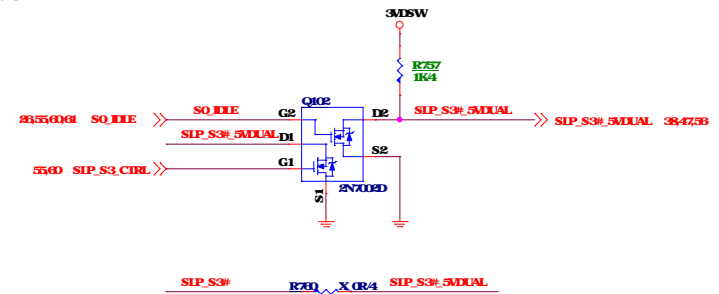 3VDSW
R757
1K/4
Q102
SO_IDLE
G2
D2
SLP_S3#_5VDUAL
26,55,60,61 SO_IDLE
SLP_S3#_5VDUAL 38,47,56
SLP_S3#_5VDUAL
D1
S2
G1
55,60 SLP_S3_CTRL
2N7002D
S1
SLP_S3#
R760
X_0R/4
SLP_S3#_5VDUAL